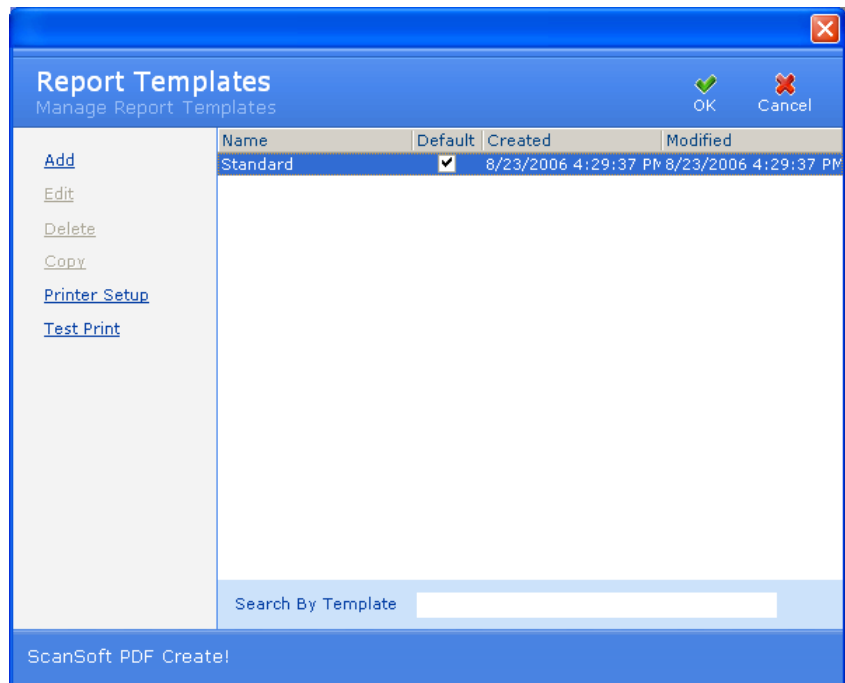 Report Templates
Manage Report Templates
OK Cancel
Name Default Created Modified
Standard 8/23/2006 4:29:37 PM 8/23/2006 4:29:37 PM
Add
Edit
Delete
Copy
Printer Setup
Test Print
Search By Template
ScanSoft PDF Create!